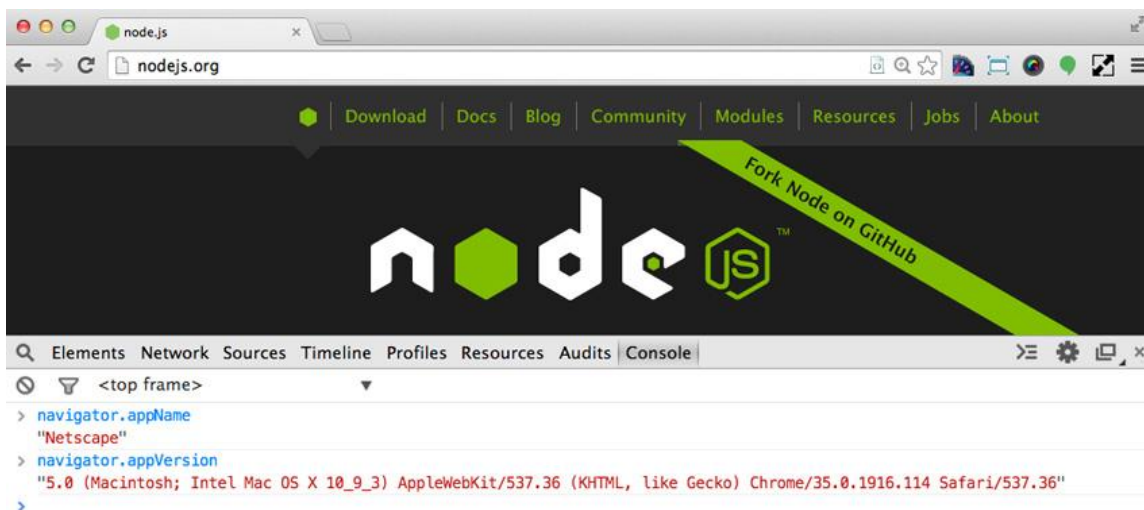 node.js
nodejs.org
Download Docs Blog Community Modules Resources Jobs About
Fork Node on GitHub
node JS ™
Elements Network Sources Timeline Profiles Resources Audits Console
<top frame>
> navigator.appName
"Netscape"
> navigator.appVersion
"5.0 (Macintosh; Intel Mac OS X 10_9_3) AppleWebKit/537.36 (KHTML, like Gecko) Chrome/35.0.1916.114 Safari/537.36"
>